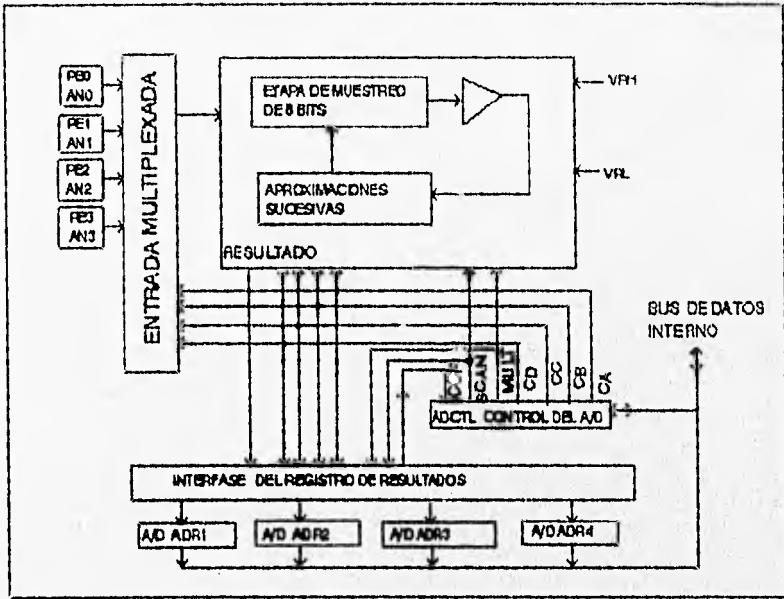 PE0
AN0
PE1
AN1
PE2
AN2
PE3
AN3
ENTRADA MULTIPLEXADA
ETAPA DE MUESTREO
DE 8 BITS
APROXIMACIONES
SUCESIVAS
RESULTADO
VRH
VRL
BUS DE DATOS
INTERNO
SCAN
MULT
CD
CC
CB
CA
ADCTL CONTROL DEL A/D
INTERFASE DEL REGISTRO DE RESULTADOS
A/D ADR1
A/D ADR2
A/D ADR3
A/D ADR4